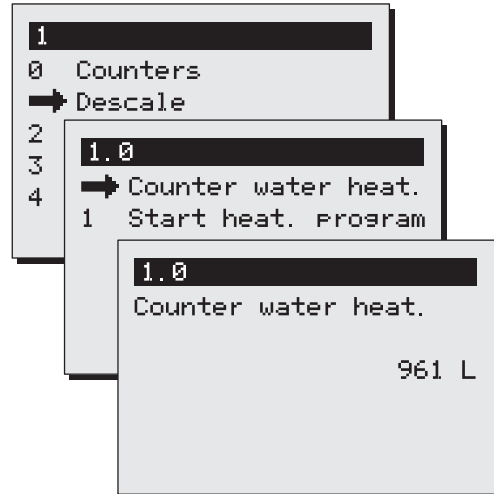 1
0 Counters
Descale
2
3
4
1.0
Counter water heat.
1 Start heat. program
1.0
Counter water heat.
961 L